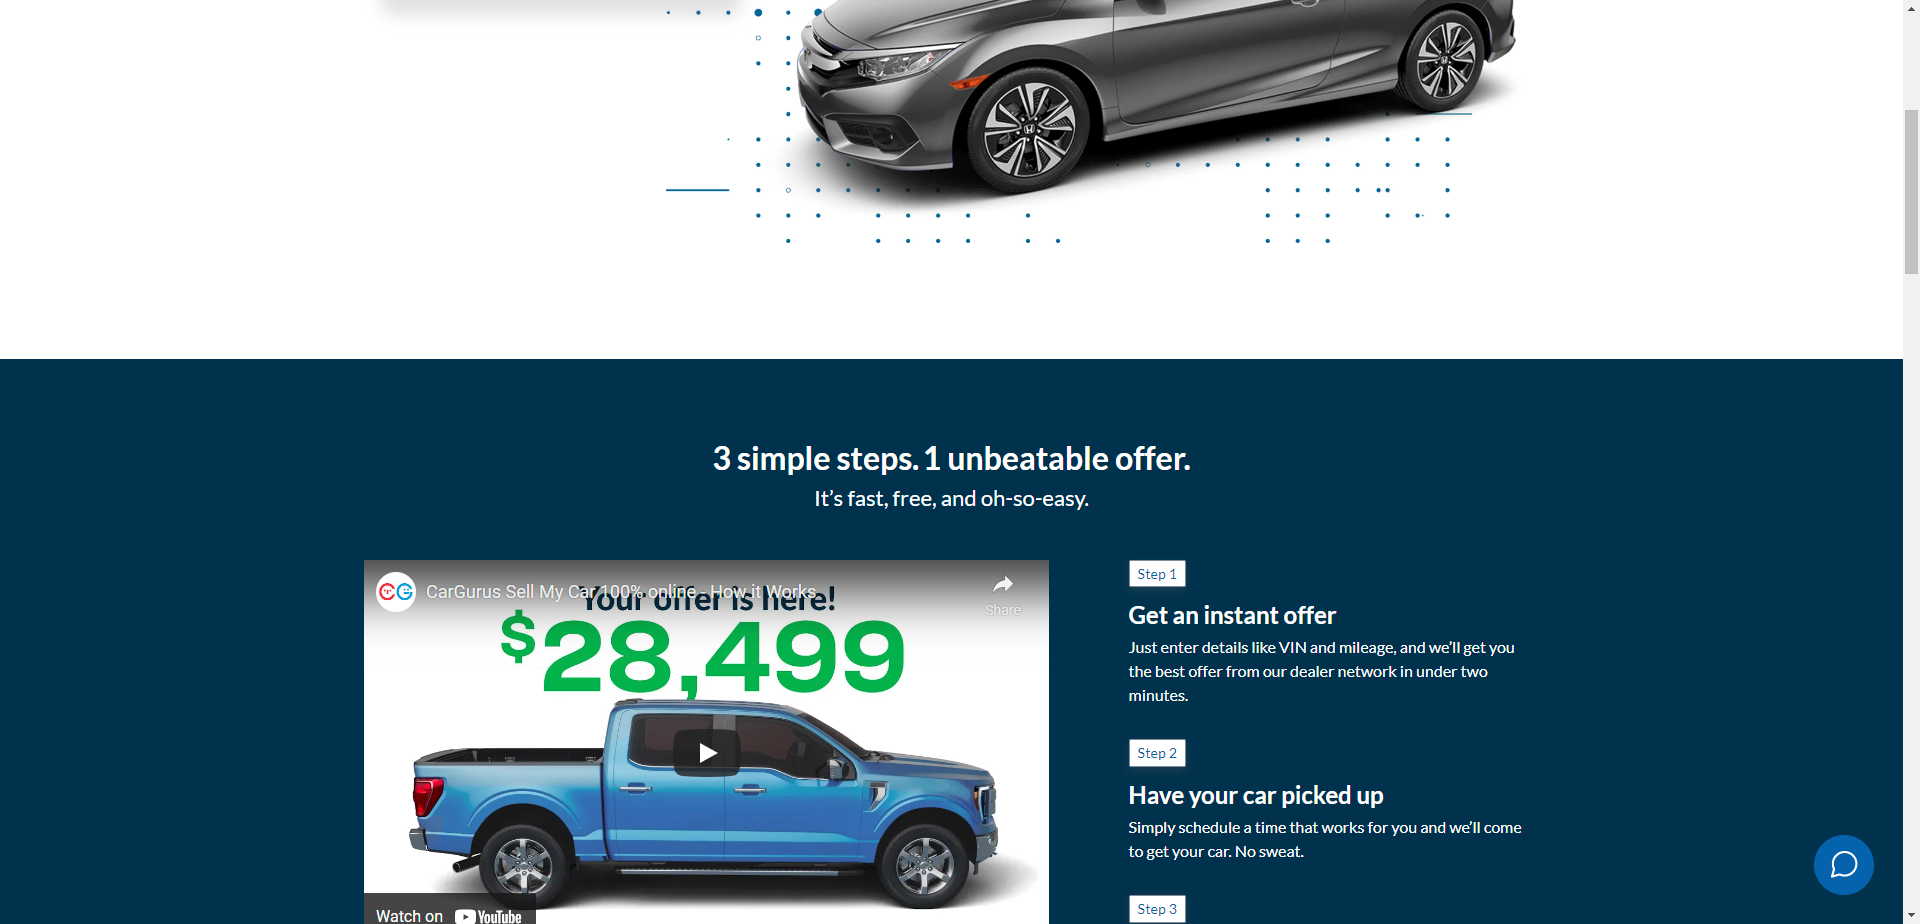 3 simple steps. 1 unbeatable offer.
It’s fast, free, and oh-so-easy.
CG
CarGurus Sell My Car 100% online - How it Works
Share
Your offer is here!
$28,499
Watch on YouTube
Step 1
Get an instant offer
Just enter details like VIN and mileage, and we’ll get you
the best offer from our dealer network in under two
minutes.
Step 2
Have your car picked up
Simply schedule a time that works for you and we’ll come
to get your car. No sweat.
Step 3